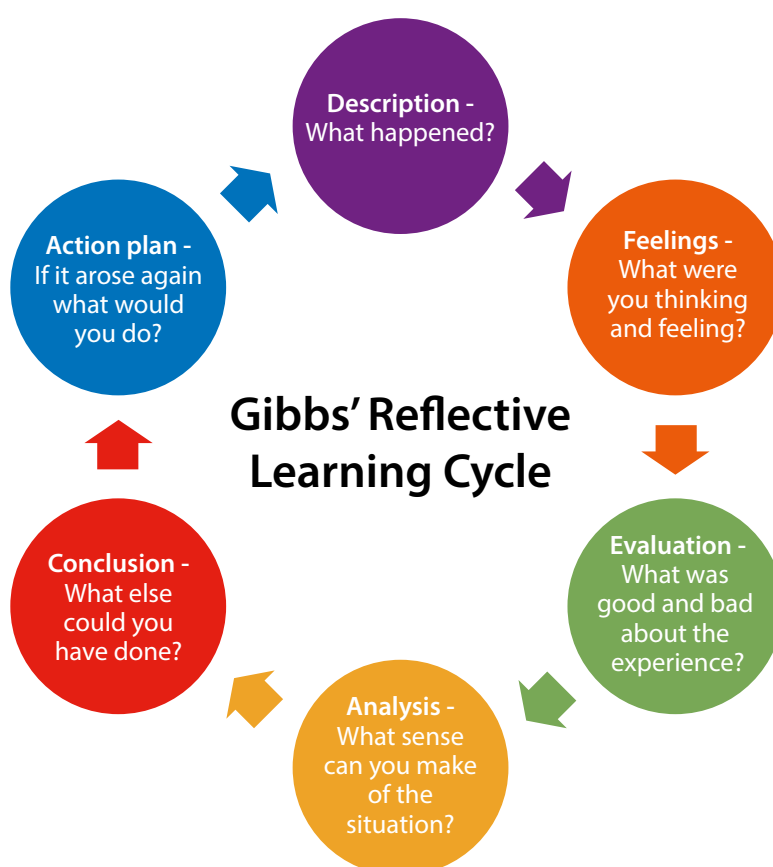 Description -
What happened?
Feelings -
What were
you thinking
and feeling?
Evaluation -
What was
good and bad
about the
experience?
Analysis -
What sense
can you make
of the
situation?
Conclusion -
What else
could you
have done?
Action plan -
If it arose again
what would
you do?
Gibbs’ Reflective
Learning Cycle